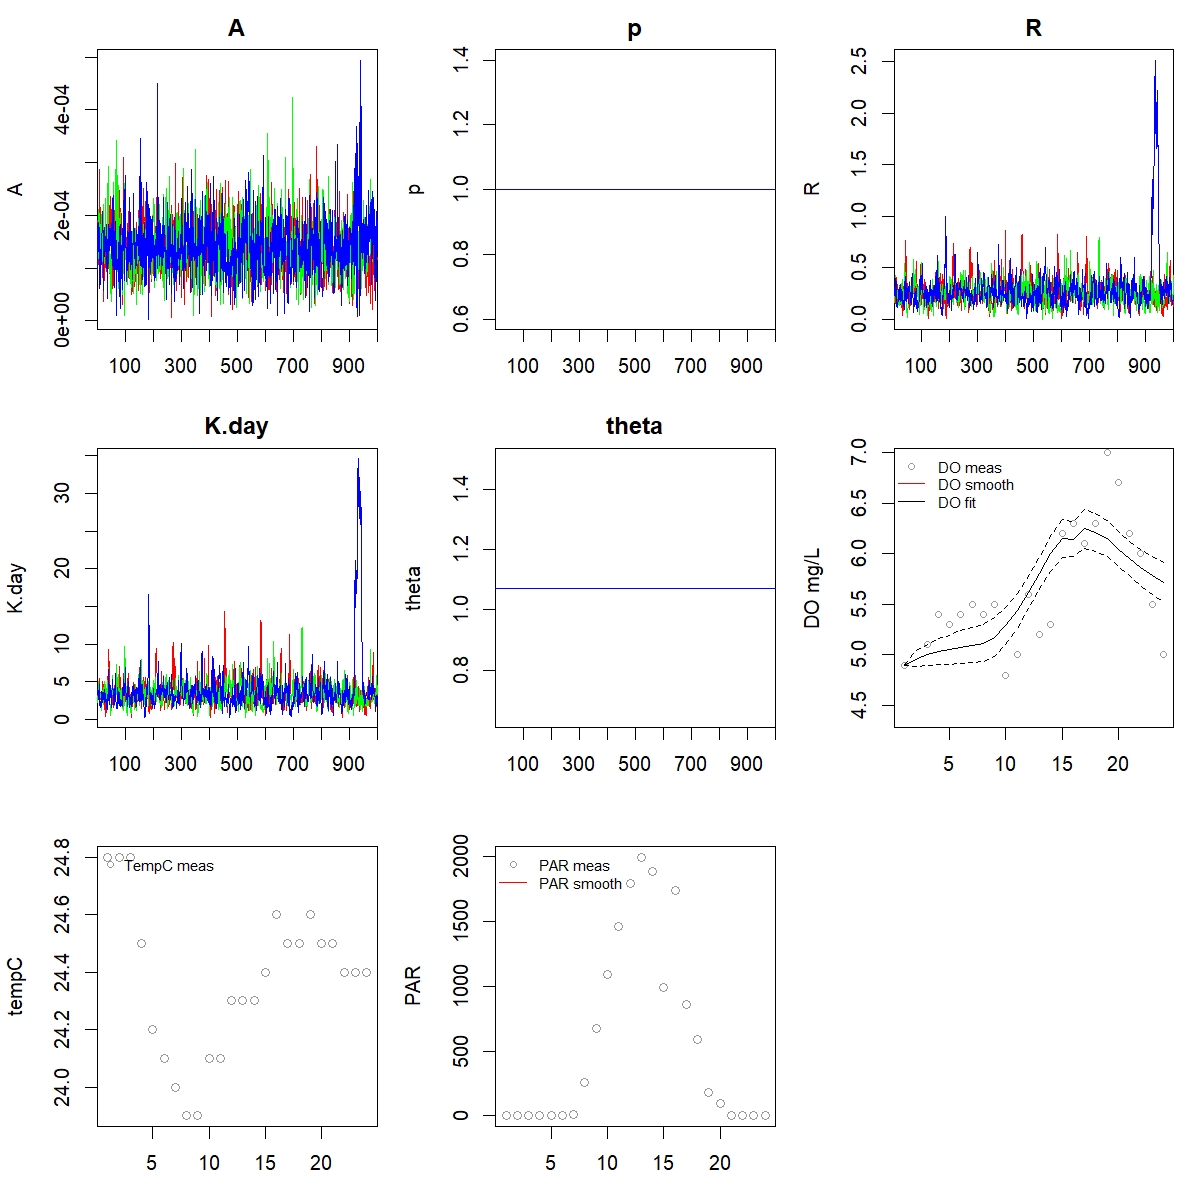 A
A
0e+00 2e-04 4e-04
100 300 500 700 900
p
p
0.6 0.8 1.0 1.2 1.4
100 300 500 700 900
R
R
0.0 0.5 1.0 1.5 2.0 2.5
100 300 500 700 900
K.day
K.day
0 5 10 20 30
100 300 500 700 900
theta
theta
0.8 1.0 1.2 1.4
100 300 500 700 900
DO meas
DO smooth
DO fit
DO mg/L
4.5 5.0 5.5 6.0 6.5 7.0
5 10 15 20
TempC meas
tempC
24.0 24.2 24.4 24.6 24.8
5 10 15 20
PAR meas
PAR smooth
PAR
0 500 1000 1500 2000
5 10 15 20